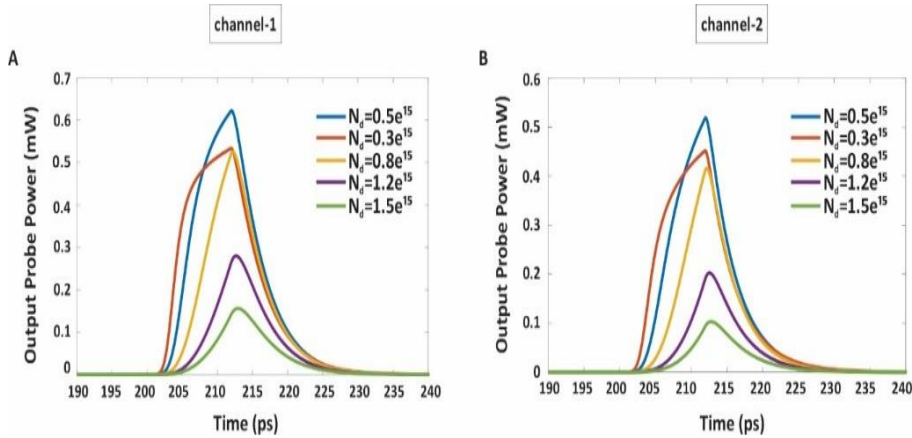 channel-1
channel-2
A
B
Output Probe Power (mW)
0.7
0.6
0.5
0.4
0.3
0.2
0.1
0
N_d=0.5e^15
N_d=0.3e^15
N_d=0.8e^15
N_d=1.2e^15
N_d=1.5e^15
190 195 200 205 210 215 220 225 230 235 240
Time (ps)
Output Probe Power (mW)
0.6
0.5
0.4
0.3
0.2
0.1
0
N_d=0.5e^15
N_d=0.3e^15
N_d=0.8e^15
N_d=1.2e^15
N_d=1.5e^15
190 195 200 205 210 215 220 225 230 235 240
Time (ps)